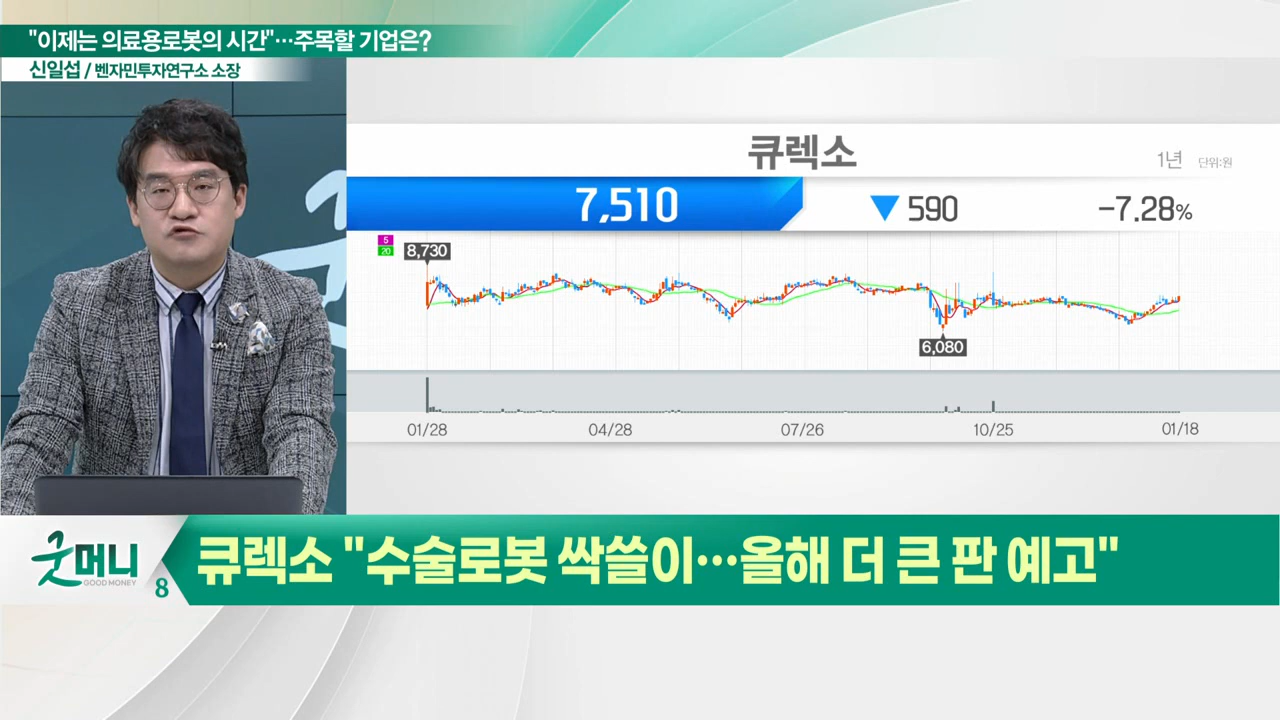 "이제는 의료용로봇의 시간"…주목할 기업은?
신일섭 / 벤자민투자연구소 소장
큐렉소
1년 단위:원
7,510 ▼ 590 -7.28%
5
20
8,730
6,080
01/28 04/28 07/26 10/25 01/18
굿머니
GOOD MONEY
8
큐렉소 "수술로봇 싹쓸이…올해 더 큰 판 예고"